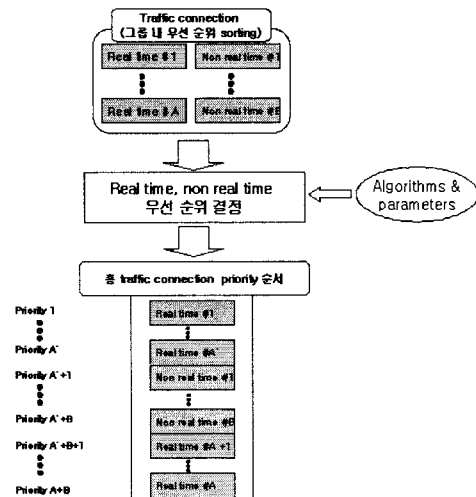 Traffic connection
(그룹 내 우선 순위 sorting)
Real time #1
Non real time #1
Real time #A
Non real time #B
Real time, non real time
우선 순위 결정
Algorithms &
parameters
총 traffic connection priority 순서
Priority 1
Real time #1
Priority A'
Real time #A'
Priority A'+1
Non real time #1
Priority A'+B
Non real time #B
Priority A'+B+1
Real time #A'+1
Priority A+B
Real time #A